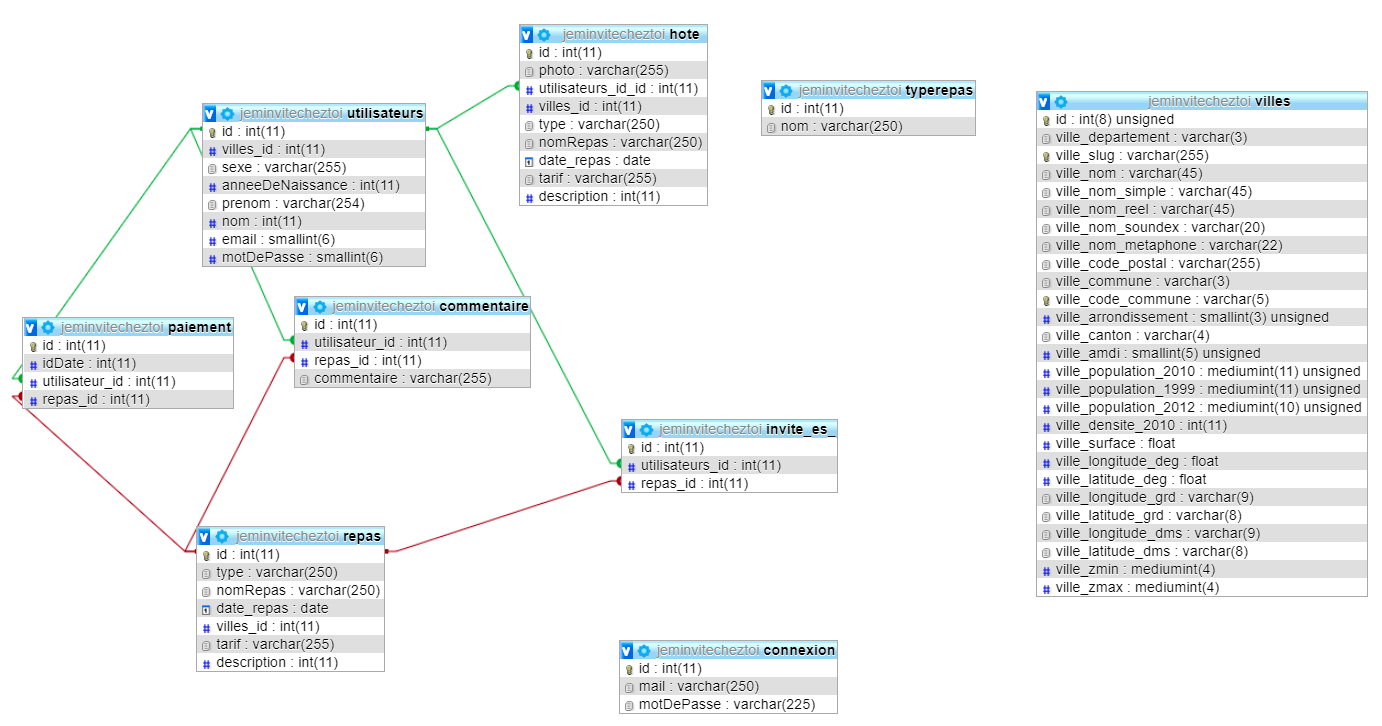 jeminvitecheztoi hote
id : int(11)
photo : varchar(255)
utilisateurs_id_id : int(11)
villes_id : int(11)
type : varchar(250)
nomRepas : varchar(250)
date_repas : date
tarif : varchar(255)
description : int(11)
jeminvitecheztoi typerepas
id : int(11)
nom : varchar(250)
jeminvitecheztoi villes
id : int(8) unsigned
ville_departement : varchar(3)
ville_slug : varchar(255)
ville_nom : varchar(45)
ville_nom_simple : varchar(45)
ville_nom_reel : varchar(45)
ville_nom_soundex : varchar(20)
ville_nom_metaphone : varchar(22)
ville_code_postal : varchar(255)
ville_commune : varchar(3)
ville_code_commune : varchar(5)
ville_arrondissement : smallint(3) unsigned
ville_canton : varchar(4)
ville_amdi : smallint(5) unsigned
ville_population_2010 : mediumint(11) unsigned
ville_population_1999 : mediumint(11) unsigned
ville_population_2012 : mediumint(10) unsigned
ville_densite_2010 : int(11)
ville_surface : float
ville_longitude_deg : float
ville_latitude_deg : float
ville_longitude_grd : varchar(9)
ville_latitude_grd : varchar(8)
ville_longitude_dms : varchar(9)
ville_latitude_dms : varchar(8)
ville_zmin : mediumint(4)
ville_zmax : mediumint(4)
jeminvitecheztoi utilisateurs
id : int(11)
villes_id : int(11)
sexe : varchar(255)
anneeDeNaissance : int(11)
prenom : varchar(254)
nom : int(11)
email : smallint(6)
motDePasse : smallint(6)
jeminvitecheztoi commentaire
id : int(11)
utilisateur_id : int(11)
repas_id : int(11)
commentaire : varchar(255)
jeminvitecheztoi paiement
id : int(11)
idDate : int(11)
utilisateur_id : int(11)
repas_id : int(11)
jeminvitecheztoi invite_es_
id : int(11)
utilisateurs_id : int(11)
repas_id : int(11)
jeminvitecheztoi repas
id : int(11)
type : varchar(250)
nomRepas : varchar(250)
date_repas : date
villes_id : int(11)
tarif : varchar(255)
description : int(11)
jeminvitecheztoi connexion
id : int(11)
mail : varchar(250)
motDePasse : varchar(225)